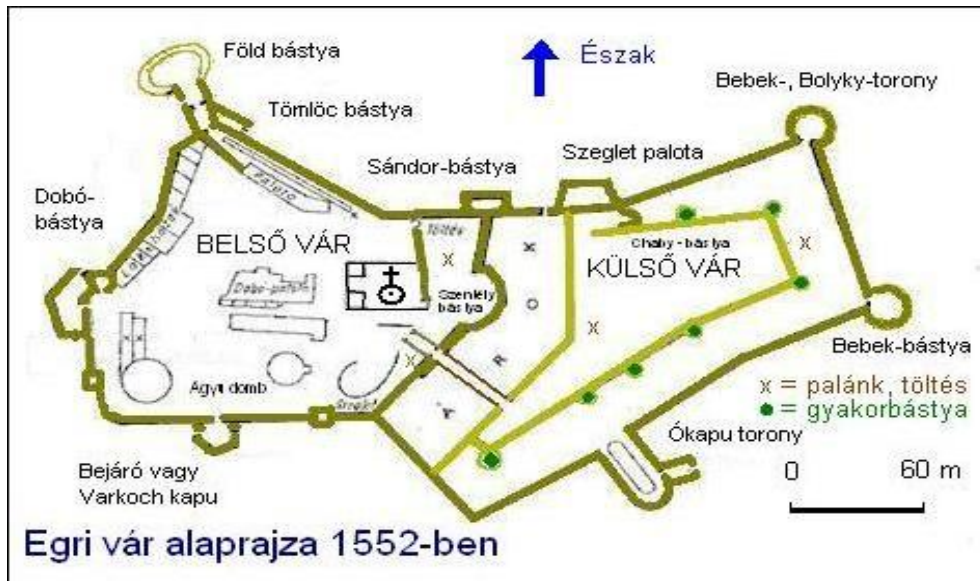 Föld bástya
Észak
Bebek-, Bolyky-torony
Tömlöc bástya
Sándor-bástya
Szeglet palota
Dobó-
bástya
Palota
Töltés
BELSŐ VÁR
Chaby - bástya
KÜLSŐ VÁR
x
x
Dobó-palota
Szentély
bástya
x
x
Bebek-bástya
x = palánk, töltés
= gyakorbástya
Ágyú domb
Ókapu torony
Bejáró vagy
Varkoch kapu
0 60 m
Egri vár alaprajza 1552-ben